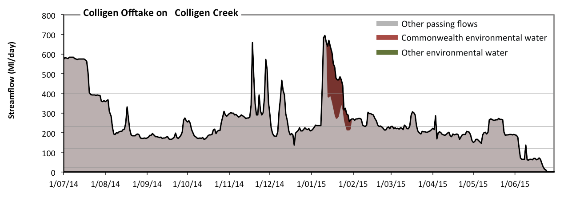 Colligen Offtake on Colligen Creek
Streamflow (Ml/day)
800
700
600
500
400
300
200
100
0
Other passing flows
Commonwealth environmental water
Other environmental water
1/07/14 1/08/14 1/09/14 1/10/14 1/11/14 1/12/14 1/01/15 1/02/15 1/03/15 1/04/15 1/05/15 1/06/15